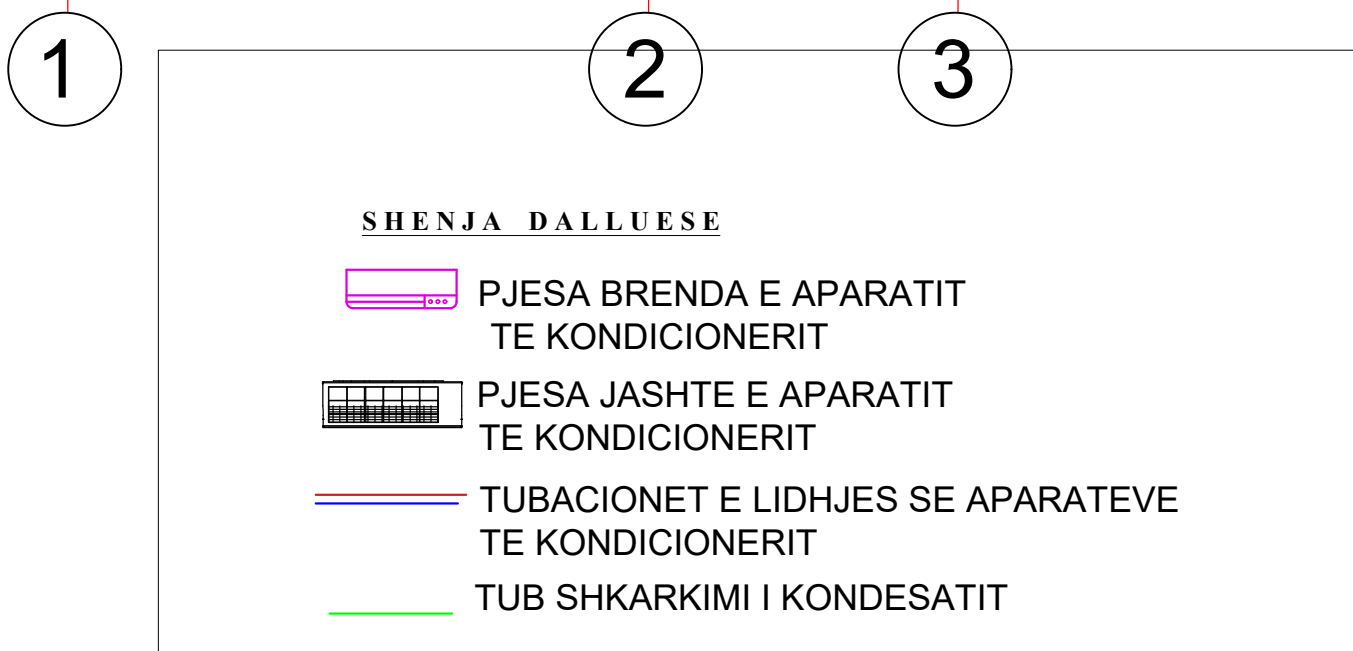 1
2
3
SHENJA DALLUESE
PJESA BRENDA E APARATIT
TE KONDICIONERIT
PJESA JASHTE E APARATIT
TE KONDICIONERIT
TUBACIONET E LIDHJES SE APARATEVE
TE KONDICIONERIT
TUB SHKARKIMI I KONDESATIT